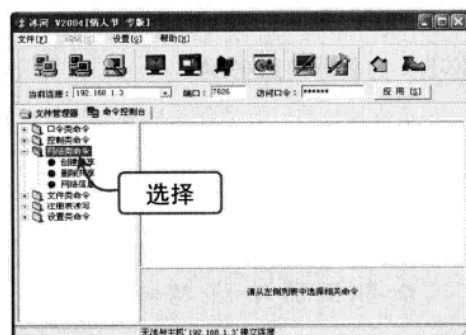 冰河 V2004[情人节 专版]
文件[F] 编辑[E] 设置[G] 帮助[H]
当前连接: 192.168.1.3 端口: 7626 访问口令: ****** 应用[S]
文件管理器 命令控制台
口令类命令
控制类命令
网络类命令
创建共享
删除共享
网络信息
文件类命令
注册表读写
设置类命令
选择
请从左侧列表中选择相关命令
无法与主机'192.168.1.3'建立连接